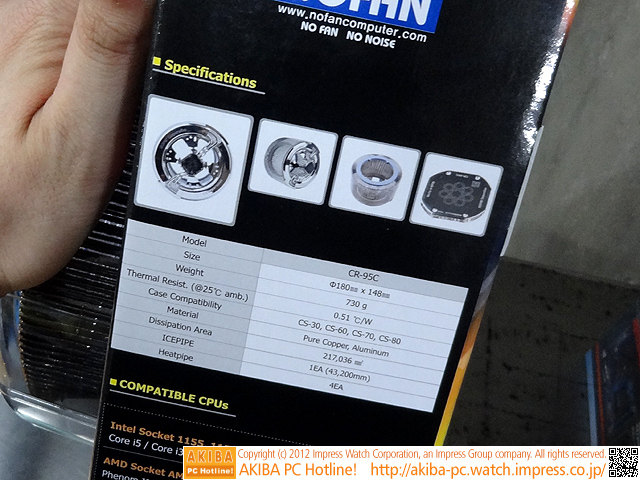 NOFAN
www.nofancomputer.com
NO FAN NO NOISE
Specifications
Model CR-95C
Size Φ180㎜ x 148㎜
Weight 730 g
Thermal Resist. (@25℃ amb.) 0.51 ℃/W
Case Compatibility CS-30, CS-60, CS-70, CS-80
Material Pure Copper, Aluminum
Dissipation Area 217,036 ㎟
ICEPIPE 1EA (43,200mm)
Heatpipe 4EA
COMPATIBLE CPUs
Intel Socket 1155,
Core i5 / Core i3
AMD Socket AM
Phenom
AKIBA
PC Hotline!
Copyright (c) 2012 Impress Watch Corporation, an Impress Group company. All rights reserved.
AKIBA PC Hotline! http://akiba-pc.watch.impress.co.jp/